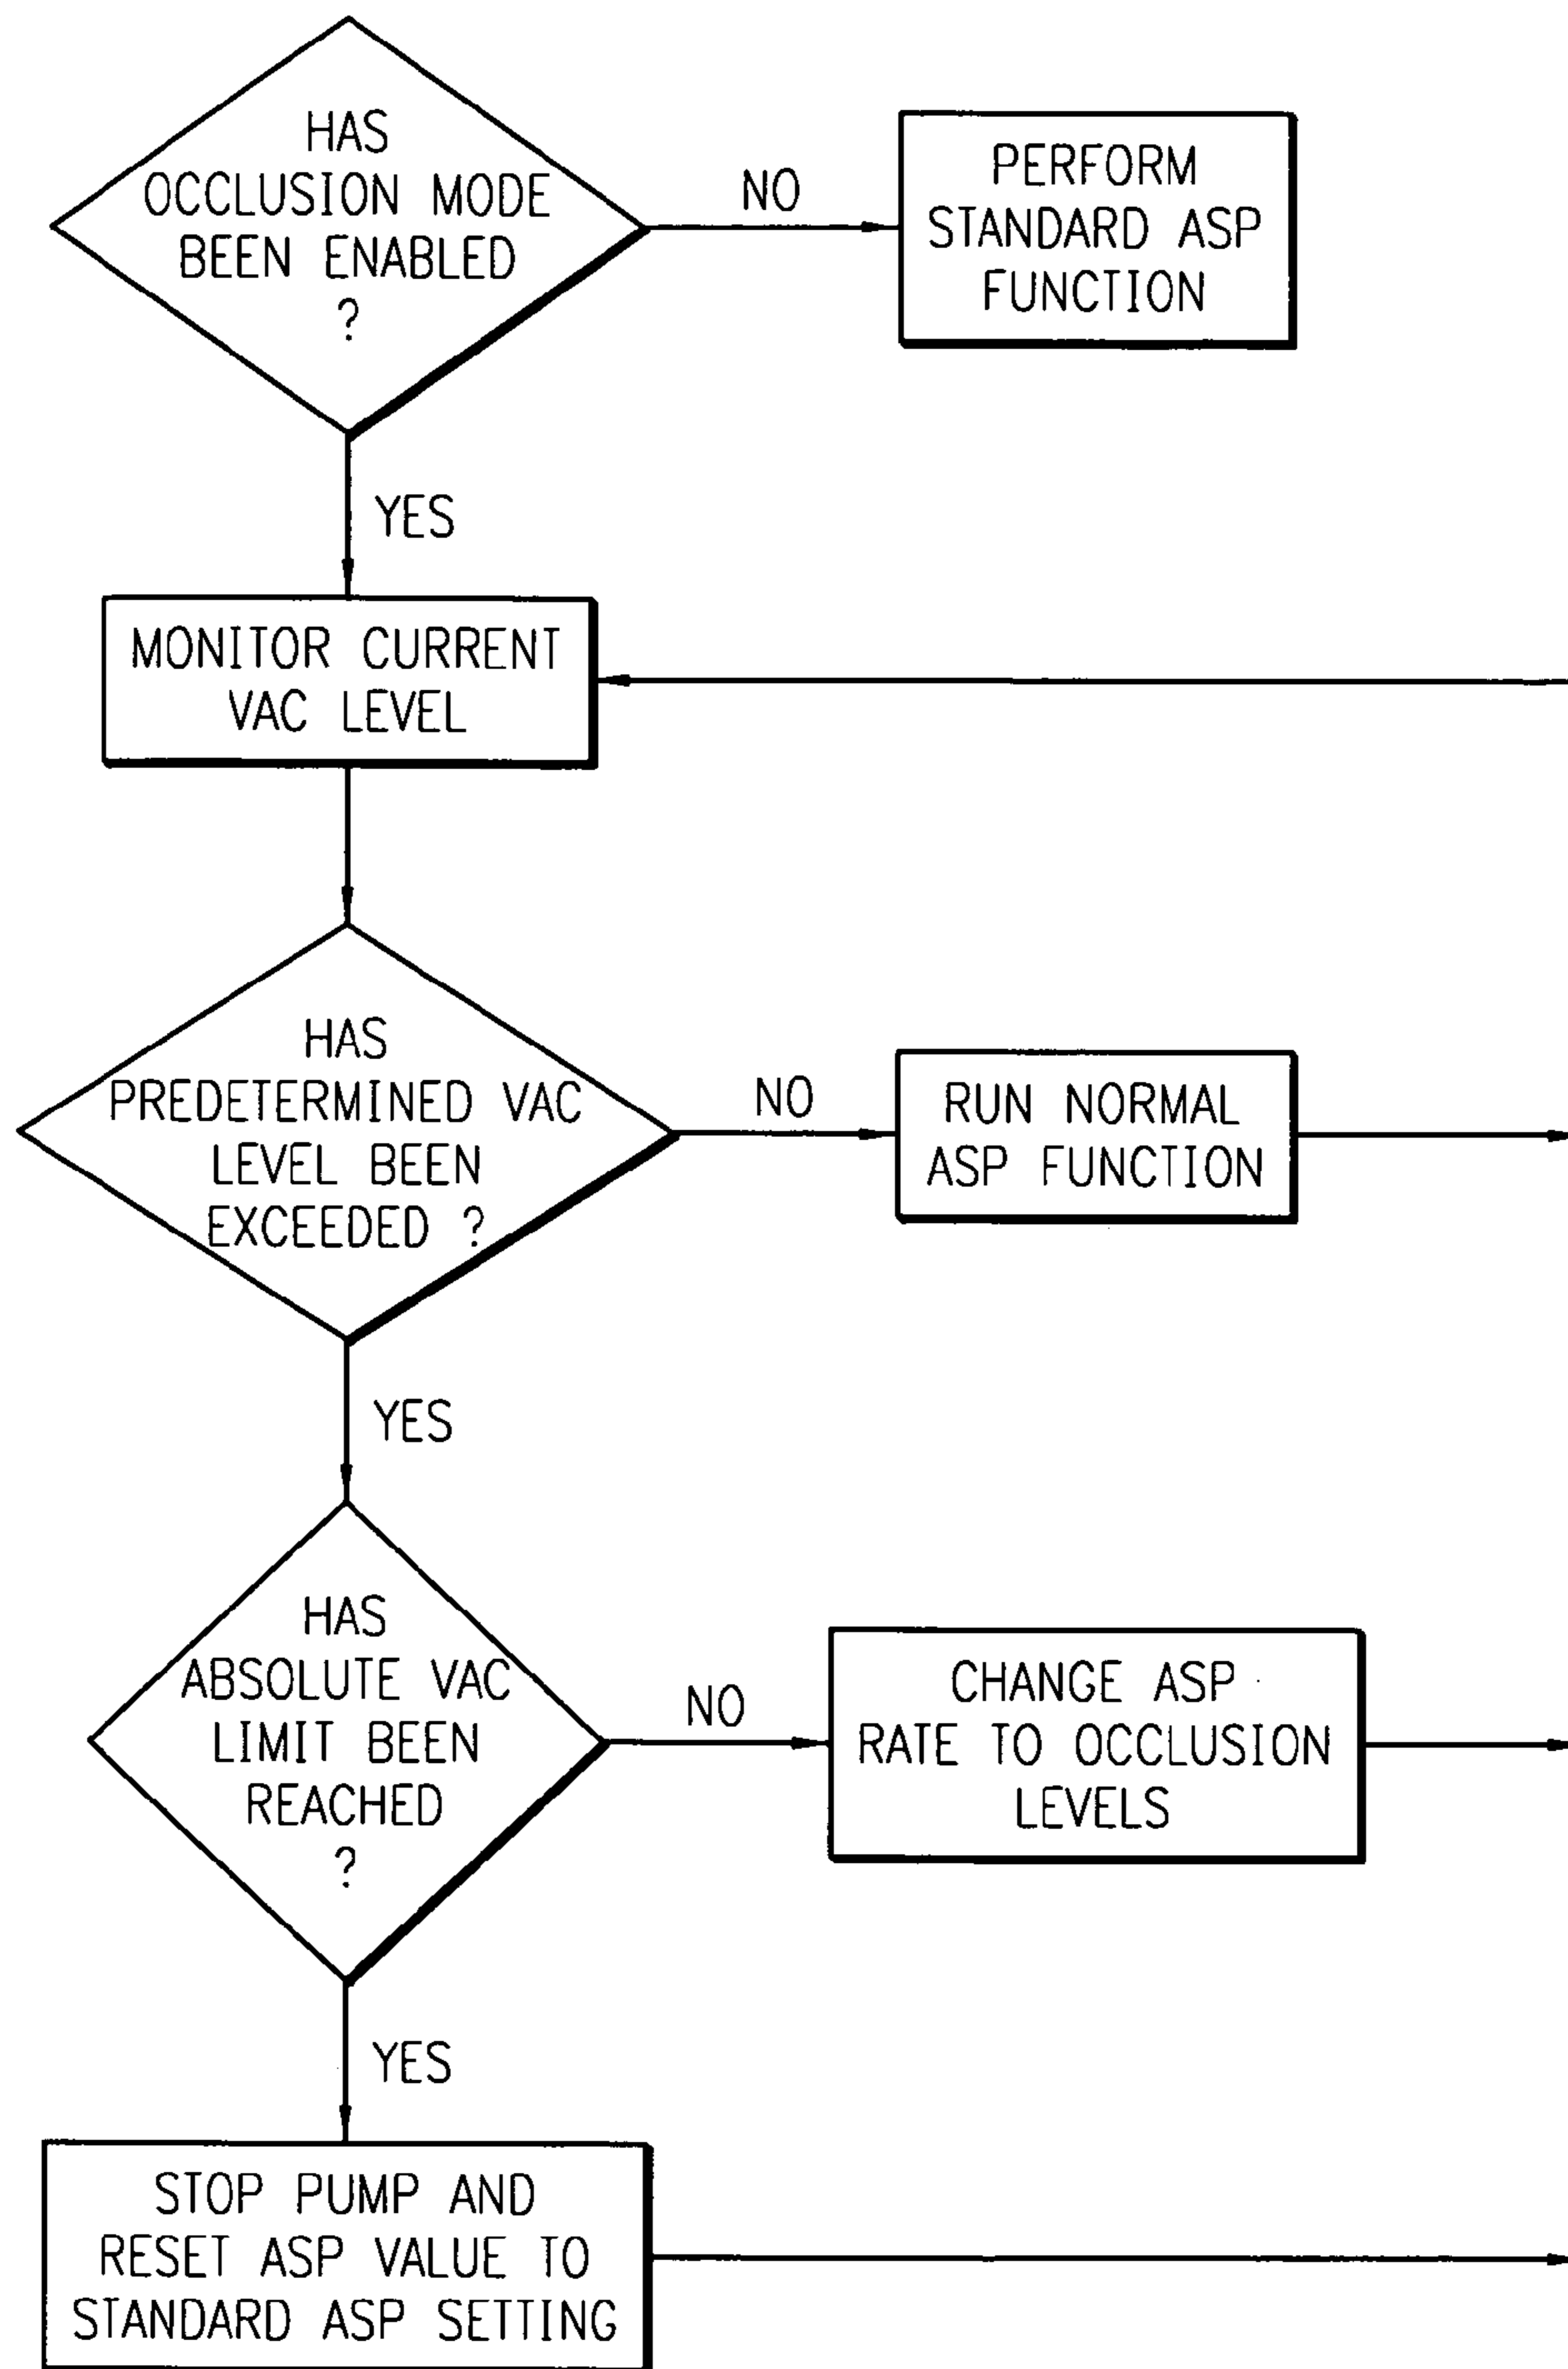 HAS
OCCLUSION MODE
BEEN ENABLED
?
NO
PERFORM
STANDARD ASP
FUNCTION
YES
MONITOR CURRENT
VAC LEVEL
HAS
PREDETERMINED VAC
LEVEL BEEN
EXCEEDED ?
NO
RUN NORMAL
ASP FUNCTION
YES
HAS
ABSOLUTE VAC
LIMIT BEEN
REACHED
?
NO
CHANGE ASP
RATE TO OCCLUSION
LEVELS
YES
STOP PUMP AND
RESET ASP VALUE TO
STANDARD ASP SETTING